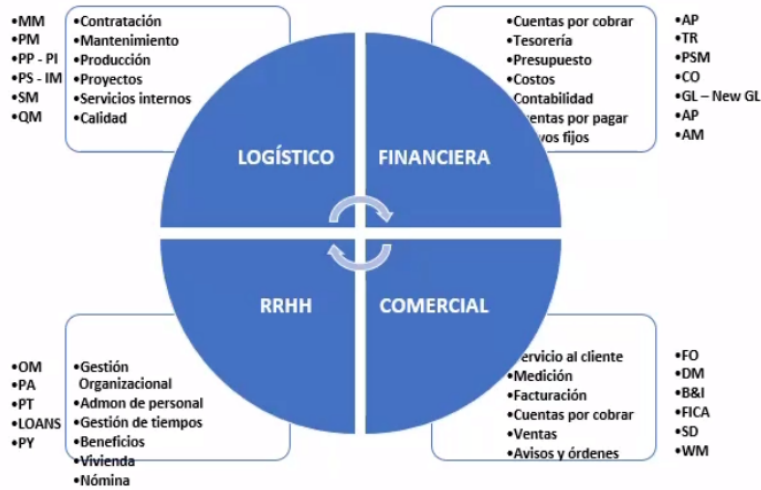 •MM
•PM
•PP - PI
•PS - IM
•SM
•QM
•Contratación
•Mantenimiento
•Producción
•Proyectos
•Servicios internos
•Calidad
•Cuentas por cobrar
•Tesorería
•Presupuesto
•Costos
Contabilidad
por pagar
fijos
•AP
•TR
•PSM
•CO
•GL – New GL
•AP
•AM
LOGÍSTICO
FINANCIERA
RRHH
COMERCIAL
•OM
•PA
•PT
•LOANS
•PY
•Gestión
Organizacional
•Admon de personal
•Gestión de tiempos
•Beneficios
•Vivienda
•Nómina
al cliente
•Medición
•Facturación
•Cuentas por cobrar
•Ventas
•Avisos y órdenes
•FO
•DM
•B&I
•FICA
•SD
•WM